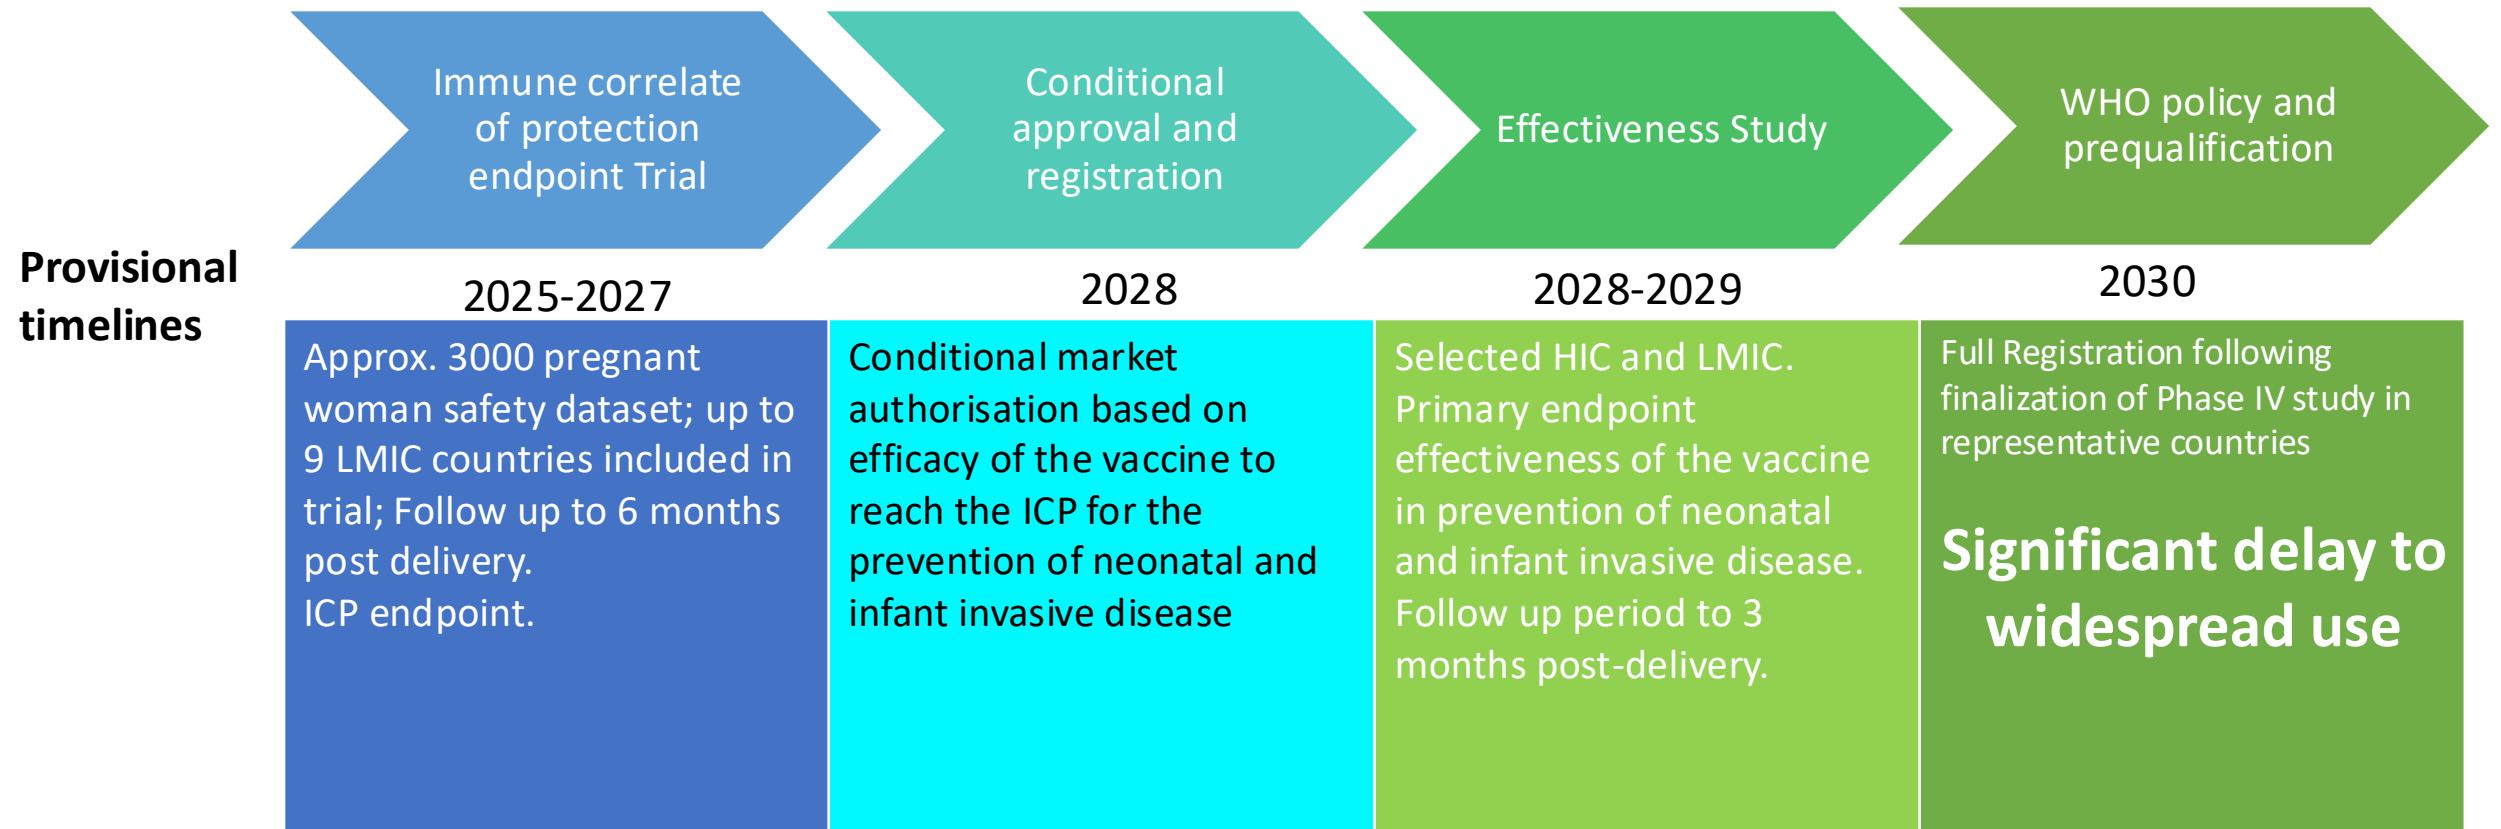 Immune correlate
of protection
endpoint Trial
Conditional
approval and
registration
Effectiveness Study
WHO policy and
prequalification
Provisional
timelines
2025-2027
2028
2028-2029
2030
Approx. 3000 pregnant
woman safety dataset; up to
9 LMIC countries included in
trial; Follow up to 6 months
post delivery.
ICP endpoint.
Conditional market
authorisation based on
efficacy of the vaccine to
reach the ICP for the
prevention of neonatal and
infant invasive disease
Selected HIC and LMIC.
Primary endpoint
effectiveness of the vaccine
in prevention of neonatal
and infant invasive disease.
Follow up period to 3
months post-delivery.
Full Registration following
finalization of Phase IV study in
representative countries
Significant delay to
widespread use